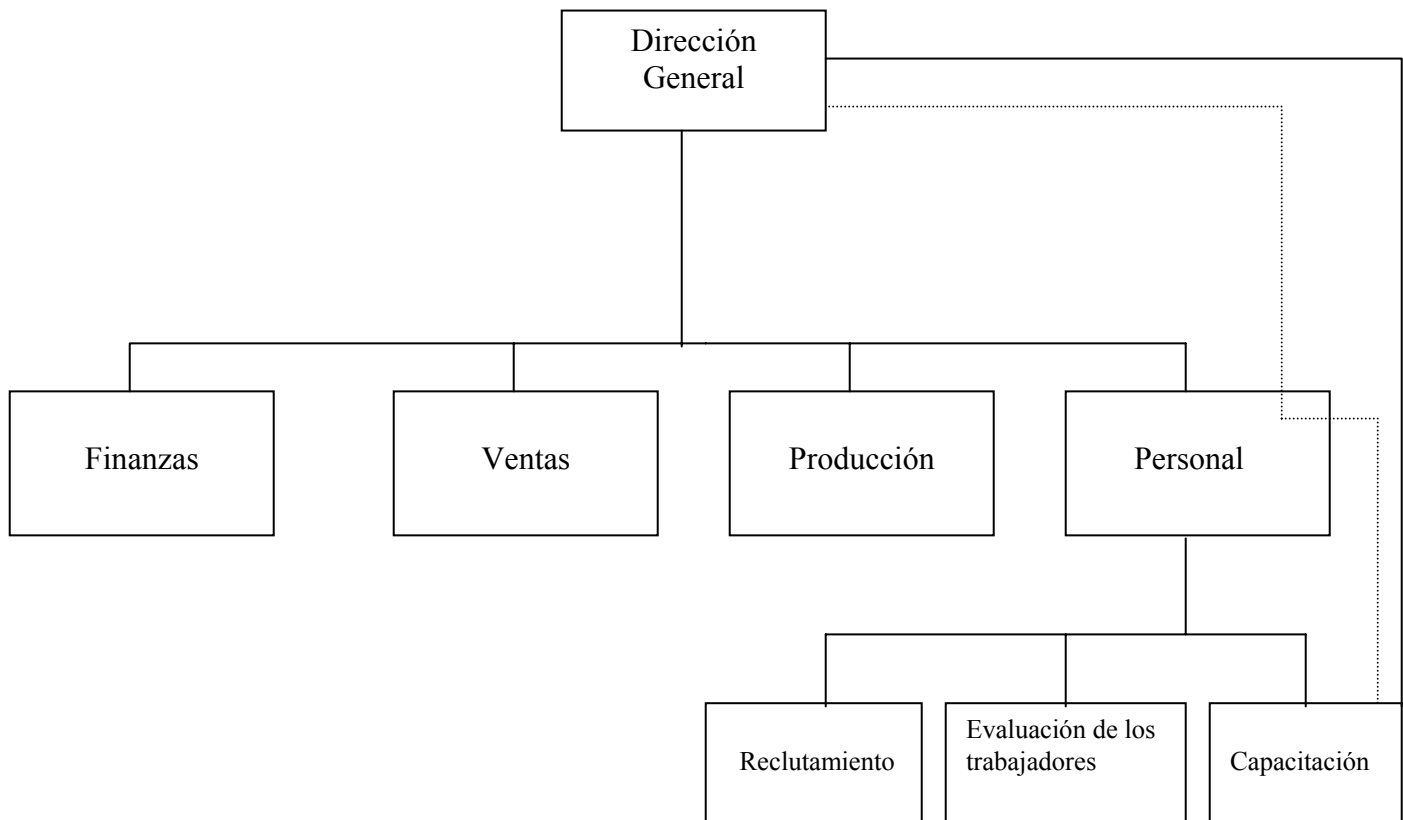 Dirección
General
Finanzas
Ventas
Producción
Personal
Reclutamiento
Evaluación de los
trabajadores
Capacitación